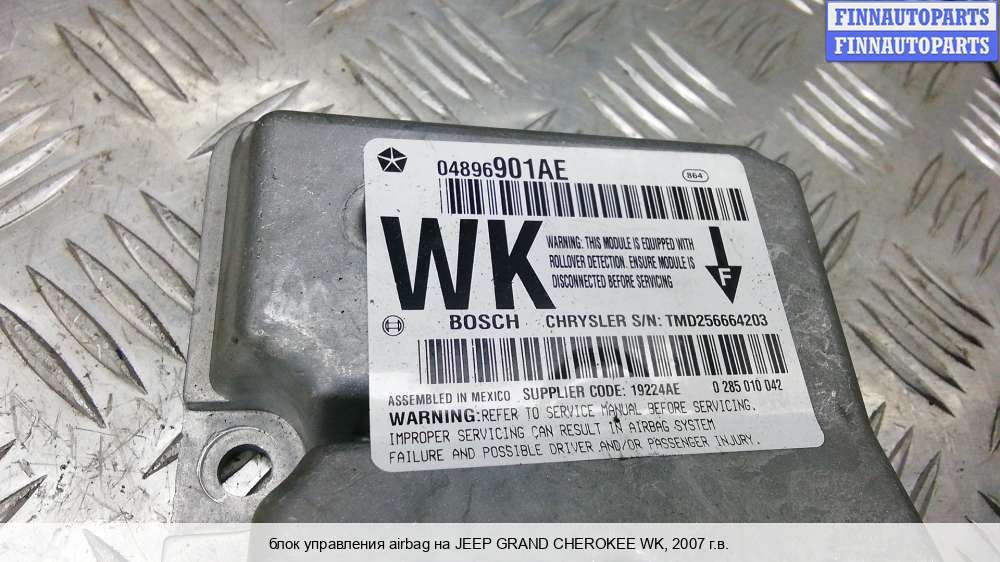 FINNAUTOPARTS
FINNAUTOPARTS
04896901AE
864
WK
WARNING: THIS MODULE IS EQUIPPED WITH
ROLLOVER DETECTION. ENSURE MODULE IS
DISCONNECTED BEFORE SERVICING
F
BOSCH CHRYSLER S/N: TMD256664203
ASSEMBLED IN MEXICO SUPPLIER CODE: 19224AE 0 285 010 042
WARNING:REFER TO SERVICE MANUAL BEFORE SERVICING.
IMPROPER SERVICING CAN RESULT IN AIRBAG SYSTEM
FAILURE AND POSSIBLE DRIVER AND/OR PASSENGER INJURY.
блок управления airbag на JEEP GRAND CHEROKEE WK, 2007 г.в.